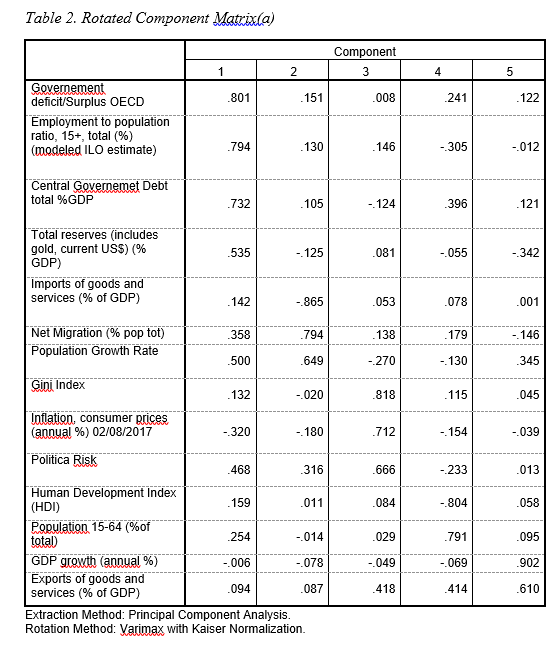 Table 2. Rotated Component Matrix(a)
Component
1 2 3 4 5
Governement
deficit/Surplus OECD .801 .151 .008 .241 .122
Employment to population
ratio, 15+, total (%)
(modeled ILO estimate) .794 .130 .146 -.305 -.012
Central Governemet Debt
total %GDP .732 .105 -.124 .396 .121
Total reserves (includes
gold, current US$) (%
GDP) .535 -.125 .081 -.055 -.342
Imports of goods and
services (% of GDP) .142 -.865 .053 .078 .001
Net Migration (% pop tot) .358 .794 .138 .179 -.146
Population Growth Rate .500 .649 -.270 -.130 .345
Gini Index .132 -.020 .818 .115 .045
Inflation, consumer prices
(annual %) 02/08/2017 -.320 -.180 .712 -.154 -.039
Politica Risk .468 .316 .666 -.233 .013
Human Development Index
(HDI) .159 .011 .084 -.804 .058
Population 15-64 (%of
total) .254 -.014 .029 .791 .095
GDP growth (annual %) -.006 -.078 -.049 -.069 .902
Exports of goods and
services (% of GDP) .094 .087 .418 .414 .610
Extraction Method: Principal Component Analysis.
Rotation Method: Varimax with Kaiser Normalization.